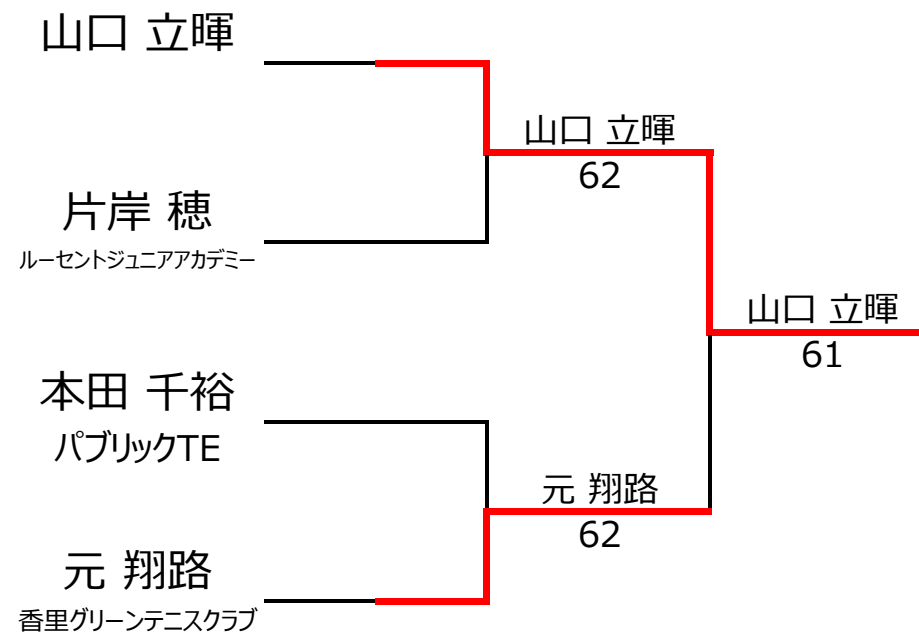 山口 立暉
片岸 穂
ルーセントジュニアアカデミー
本田 千裕
パブリックTE
元 翔路
香里グリーンテニスクラブ
山口 立暉
62
元 翔路
62
山口 立暉
61